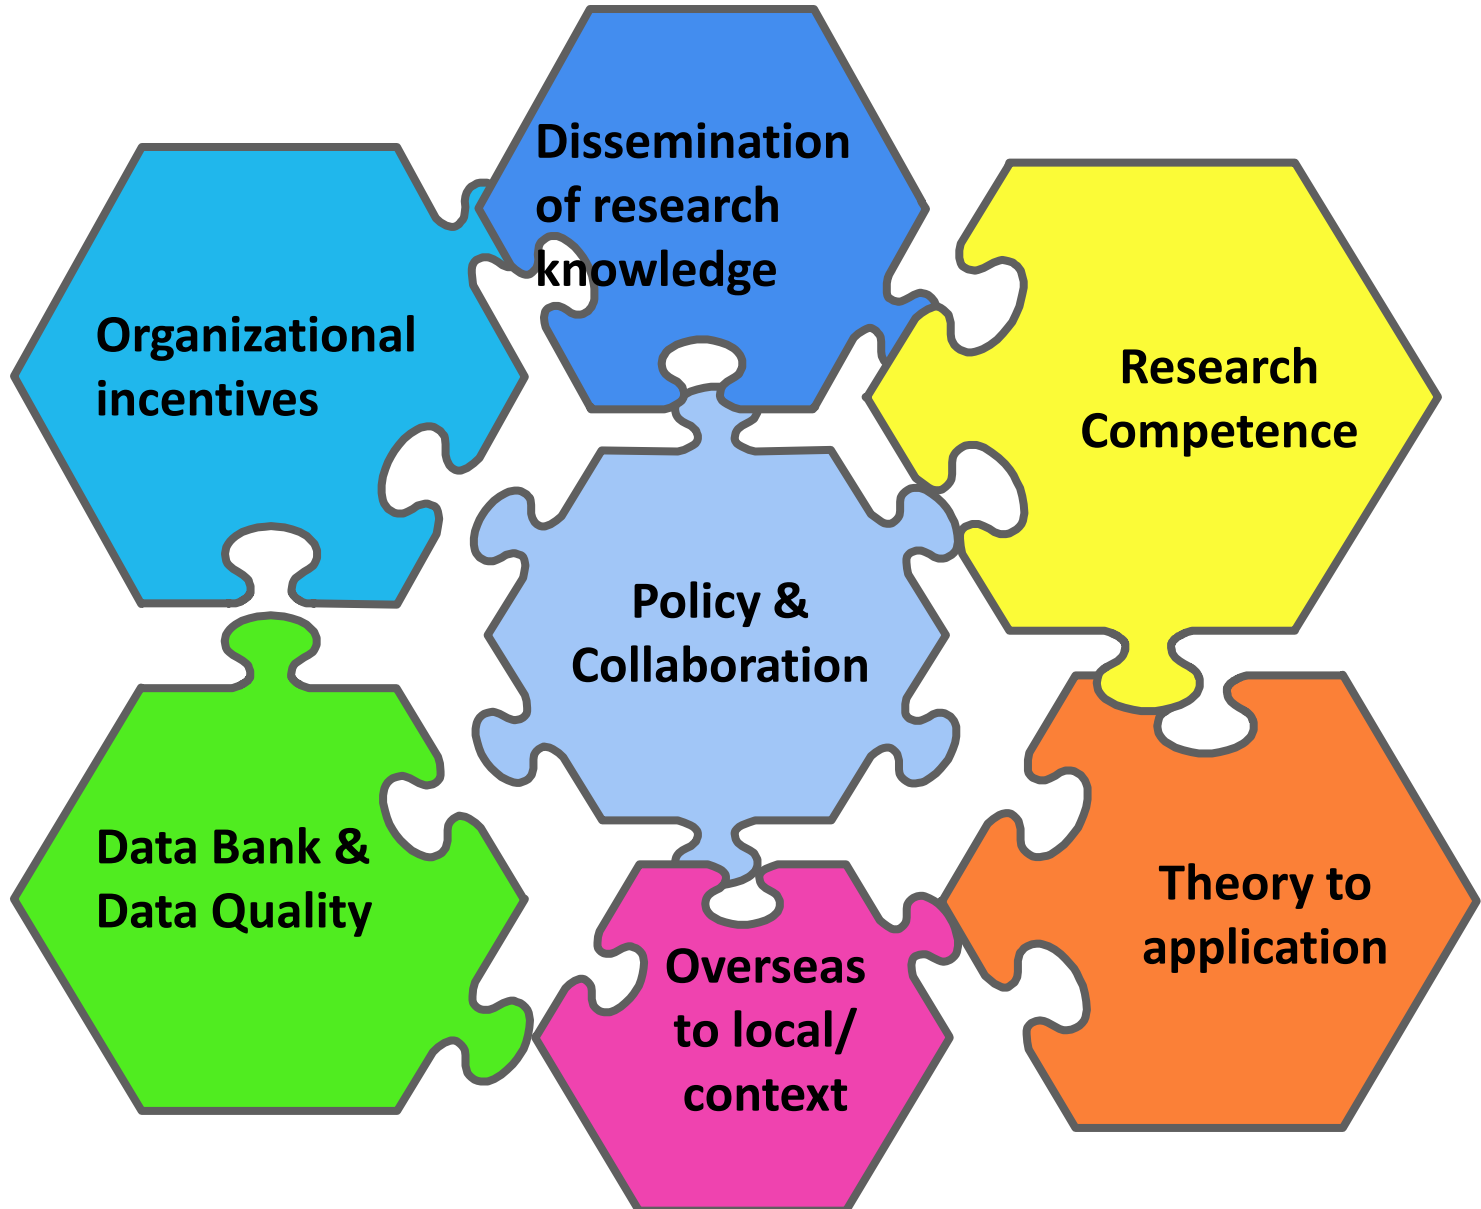 Dissemination
of research
knowledge
Organizational
incentives
Research
Competence
Policy &
Collaboration
Data Bank &
Data Quality
Theory to
application
Overseas
to local/
context